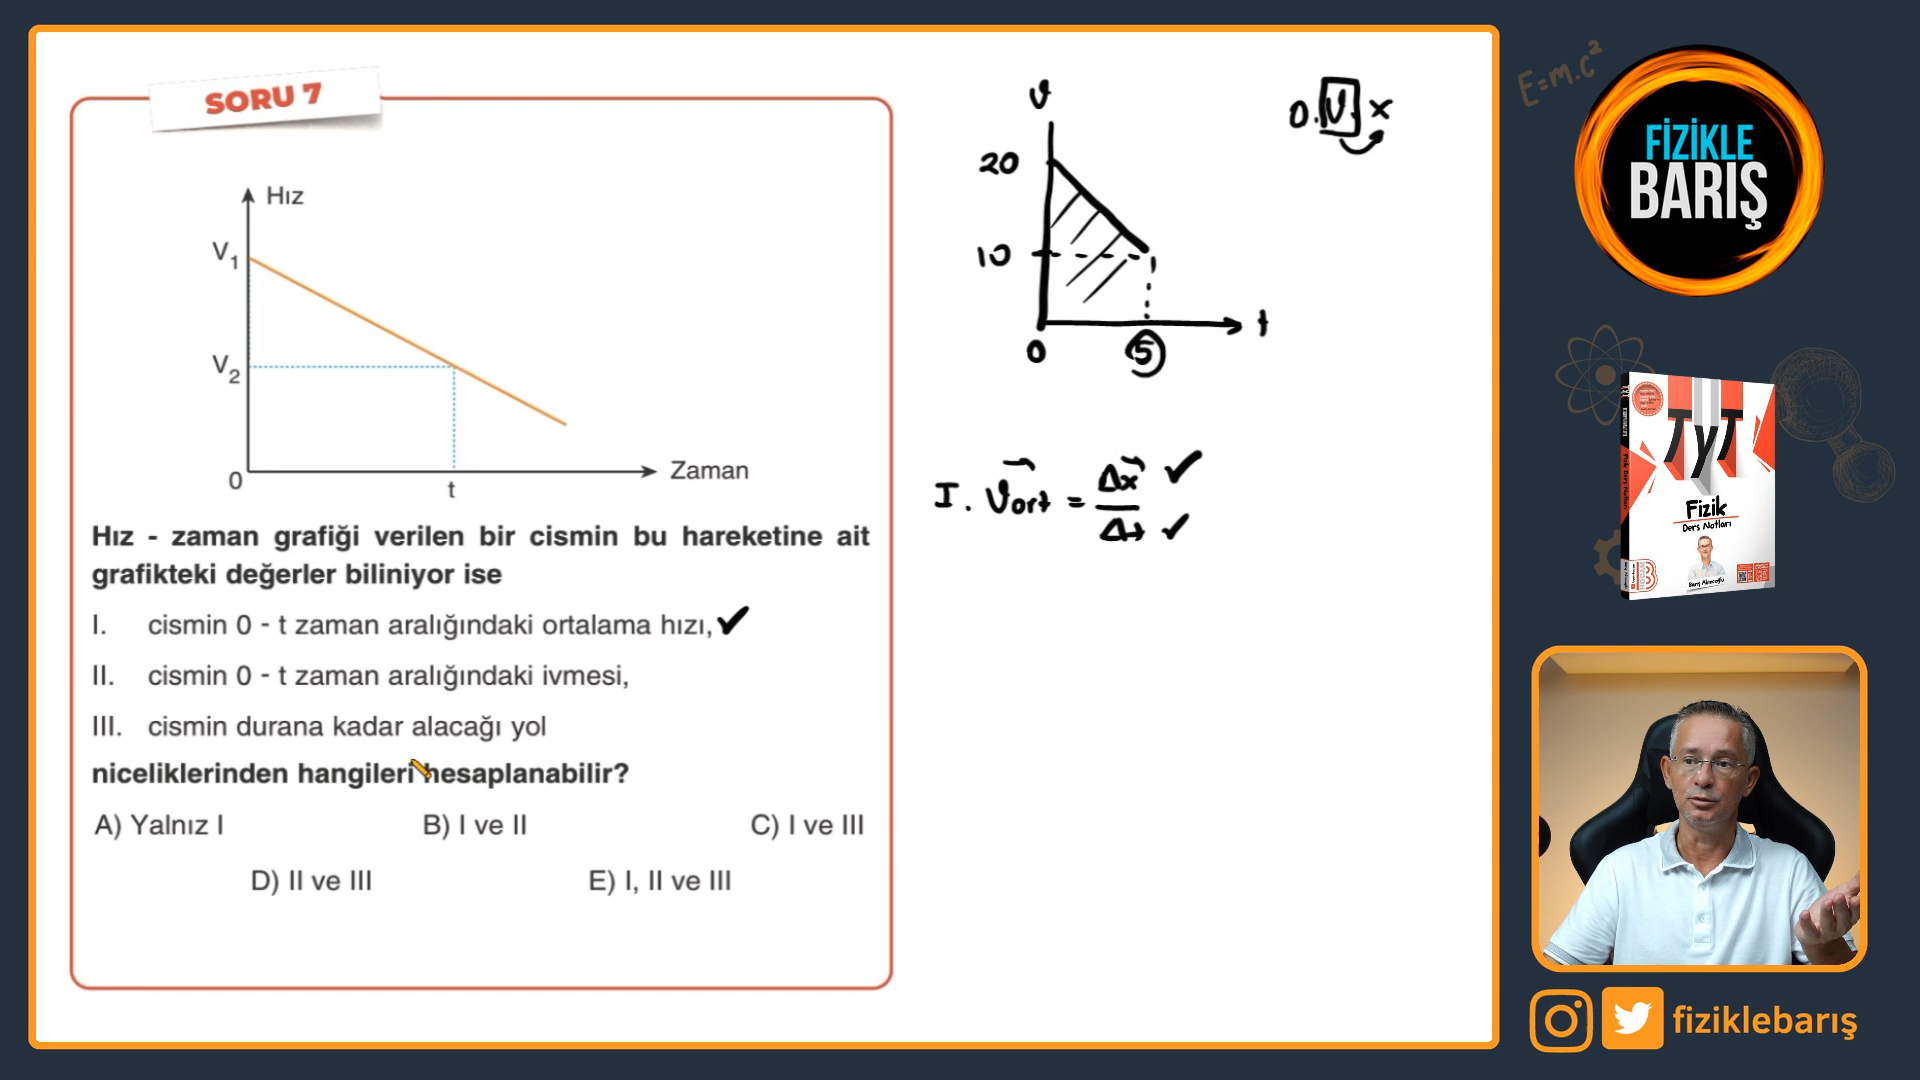 SORU 7
Hız
V1
V2
0
t
Zaman
Hız - zaman grafiği verilen bir cismin bu hareketine ait
grafikteki değerler biliniyor ise
I. cismin 0 - t zaman aralığındaki ortalama hızı,
II. cismin 0 - t zaman aralığındaki ivmesi,
III. cismin durana kadar alacağı yol
niceliklerinden hangileri hesaplanabilir?
A) Yalnız I B) I ve II C) I ve III
D) II ve III E) I, II ve III
v
20
10
0
5
t
0.V.x
I. Vort = Δx
Δt
E=m.c²
FİZİKLE
BARIŞ
TYT
Fizik
Ders Notları
fiziklebarış